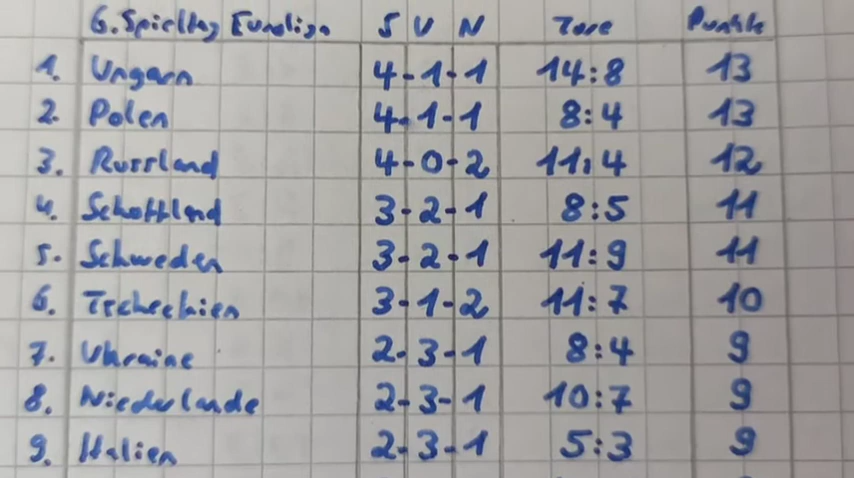 6. Spieltag Euroliga S U N Tore Punkte
1. Ungarn 4-1-1 14:8 13
2. Polen 4-1-1 8:4 13
3. Russland 4-0-2 11:4 12
4. Schottland 3-2-1 8:5 11
5. Schweden 3-2-1 11:9 11
6. Tschechien 3-1-2 11:7 10
7. Ukraine 2-3-1 8:4 9
8. Niederlande 2-3-1 10:7 9
9. Italien 2-3-1 5:3 9